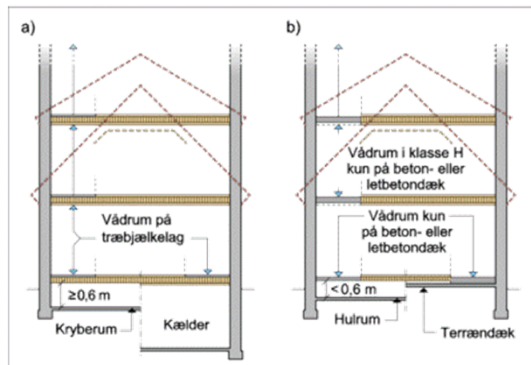 a)
Vådrum på
træbjælkelag
≥0,6 m
Kryberum
Kælder
b)
Vådrum i klasse H
kun på beton- eller
letbetondæk
Vådrum kun
på beton- eller
letbetondæk
<0,6 m
Hulrum
Terrændæk